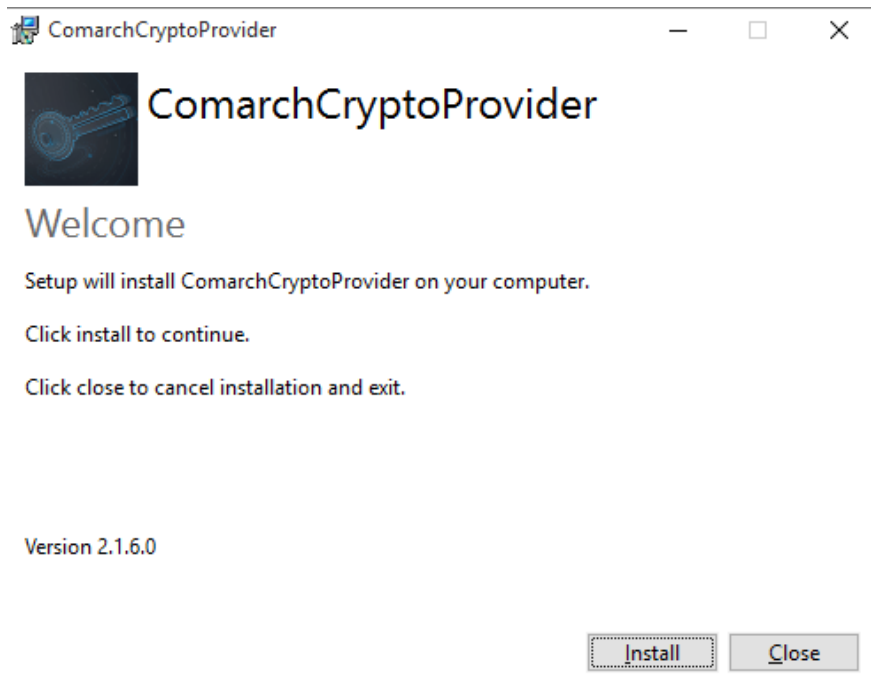 ComarchCryptoProvider
ComarchCryptoProvider
Welcome
Setup will install ComarchCryptoProvider on your computer.
Click install to continue.
Click close to cancel installation and exit.
Version 2.1.6.0
Install Close